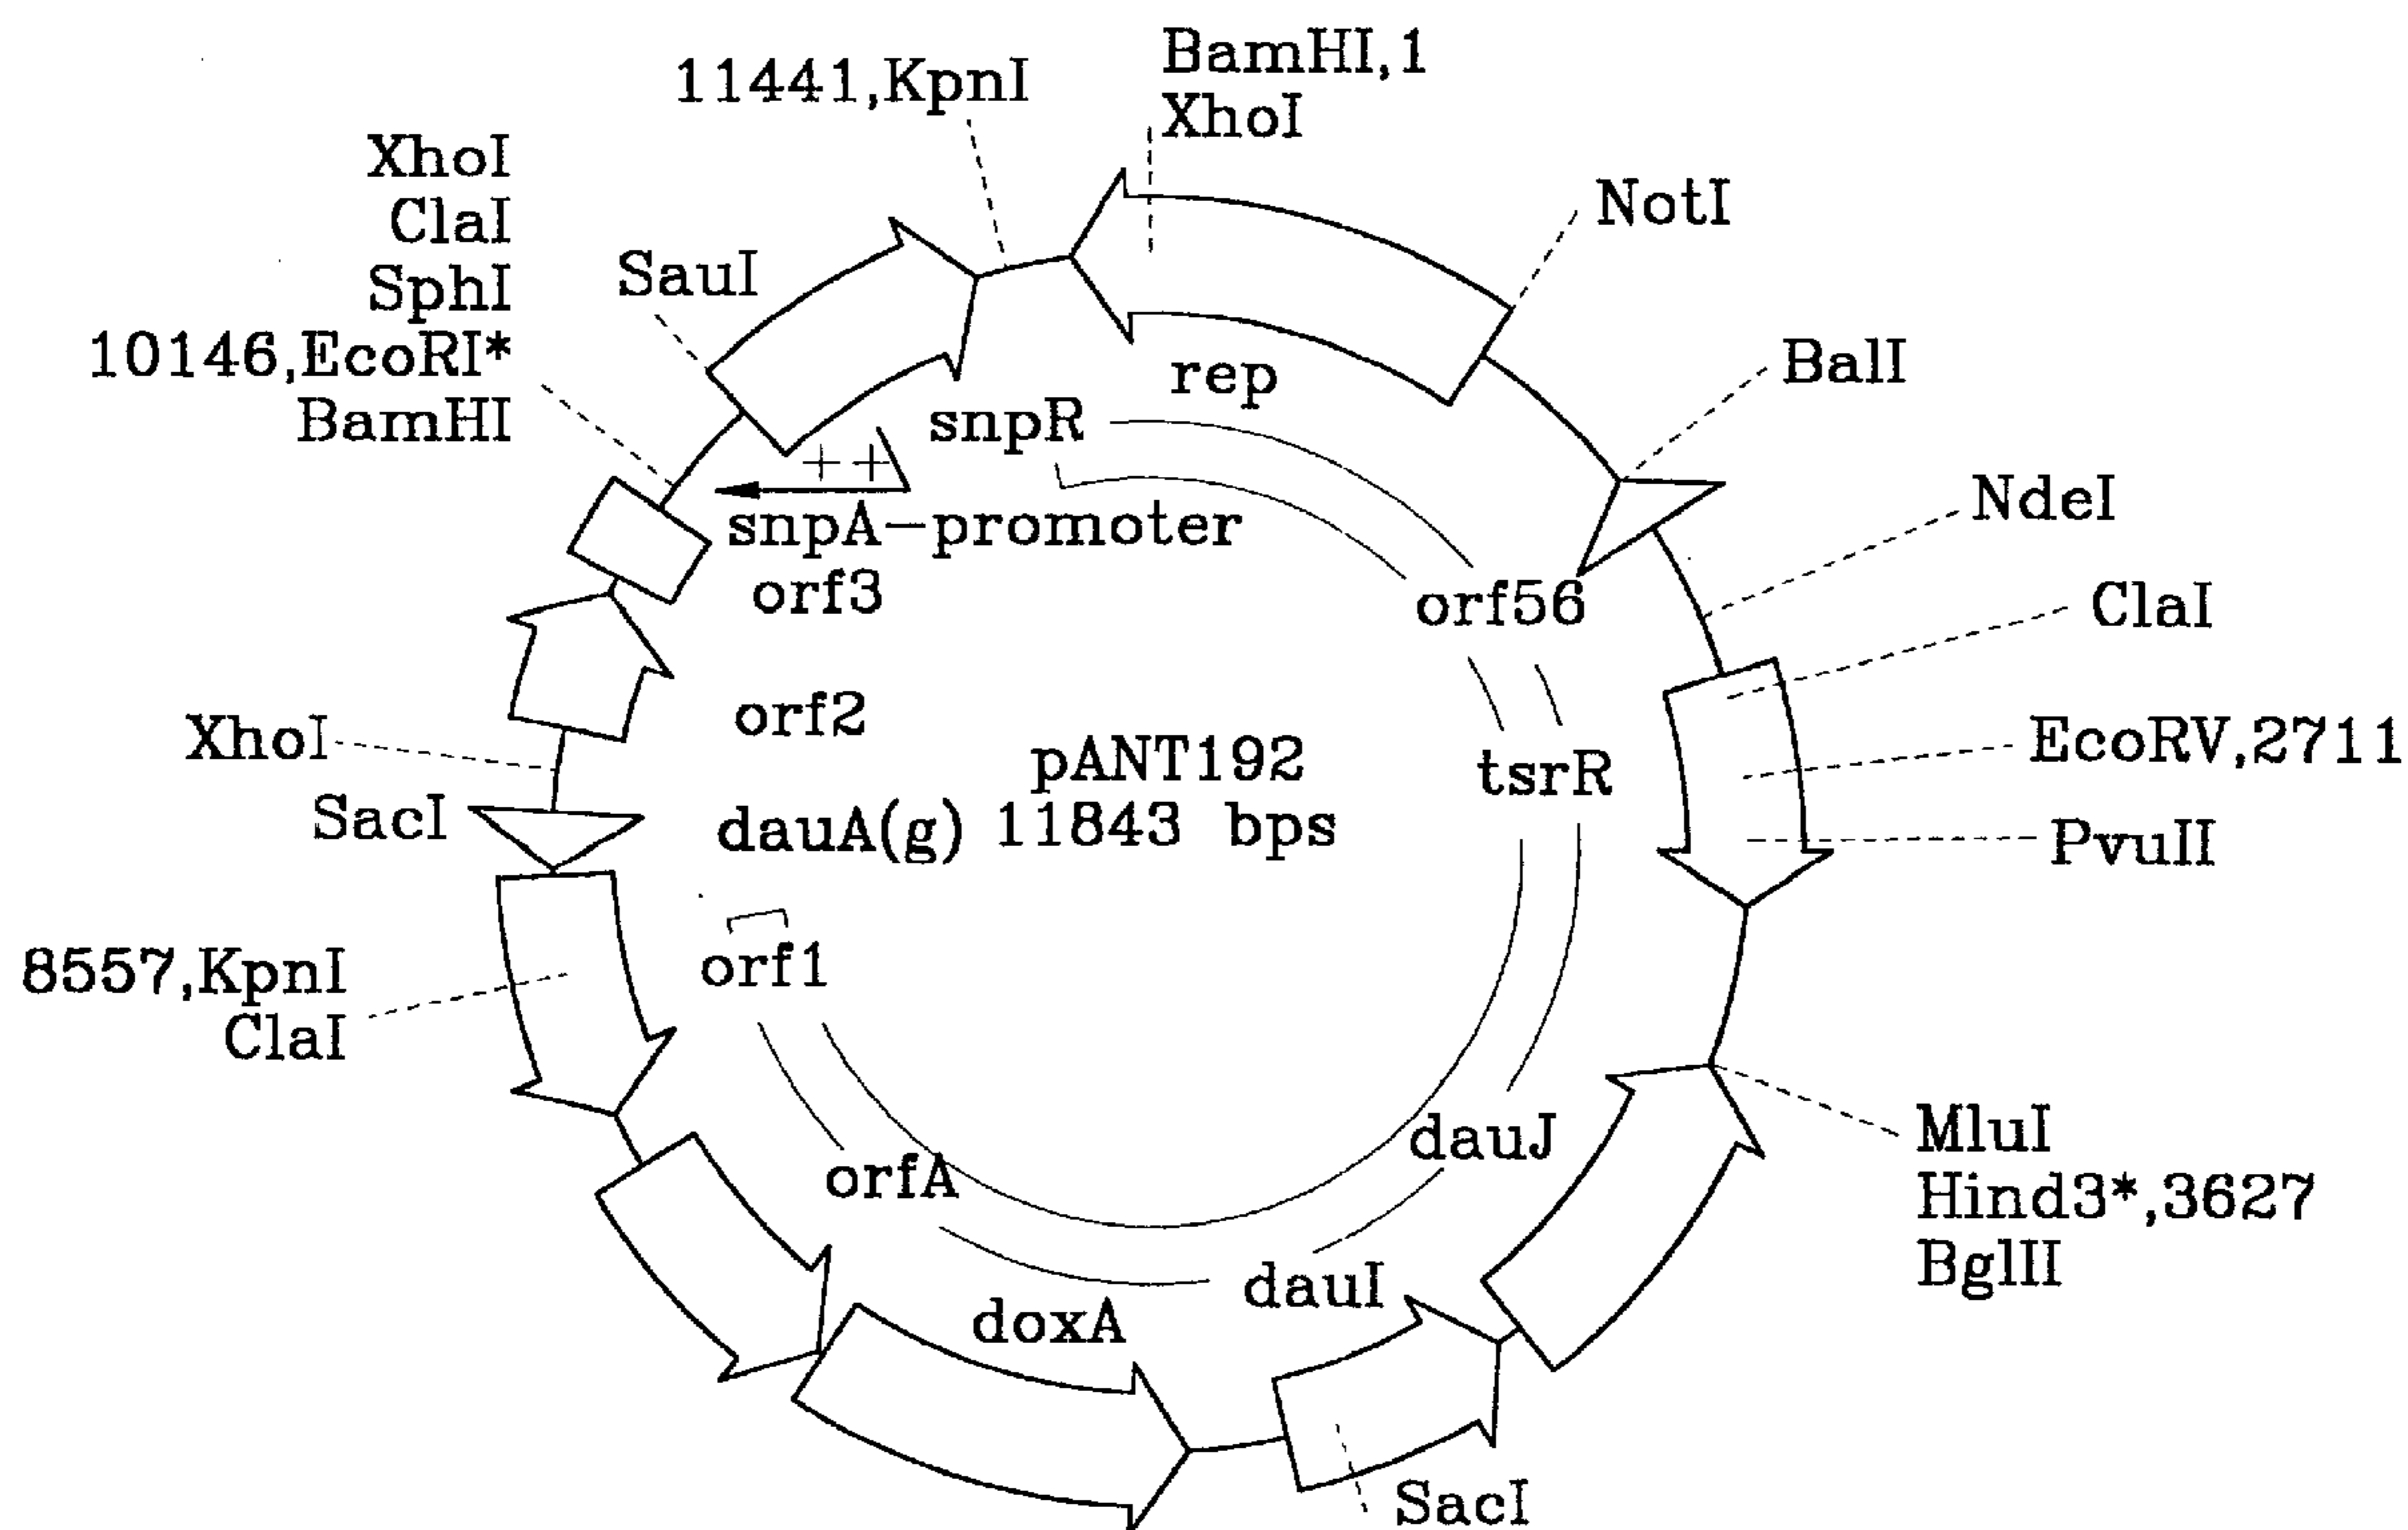 BamHI,1
XhoI
11441,KpnI
XhoI
ClaI
SphI
10146,EcoRI*
BamHI
SauI
NotI
BalI
NdeI
ClaI
EcoRV,2711
PvuII
MluI
Hind3*,3627
BglII
SacI
8557,KpnI
ClaI
SacI
XhoI
rep
snpR
++
snpA-promoter
orf3
orf56
orf2
tsrR
pANT192
11843 bps
dauA(g)
orf1
orfA
dauJ
dauI
doxA